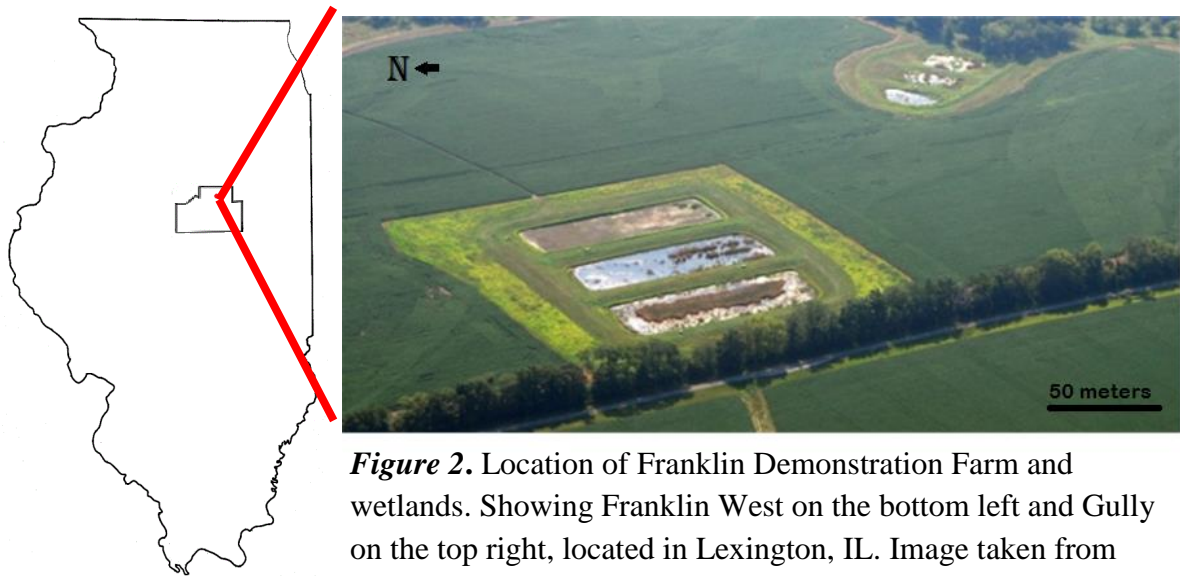 N
50 meters
Figure 2. Location of Franklin Demonstration Farm and
wetlands. Showing Franklin West on the bottom left and Gully
on the top right, located in Lexington, IL. Image taken from